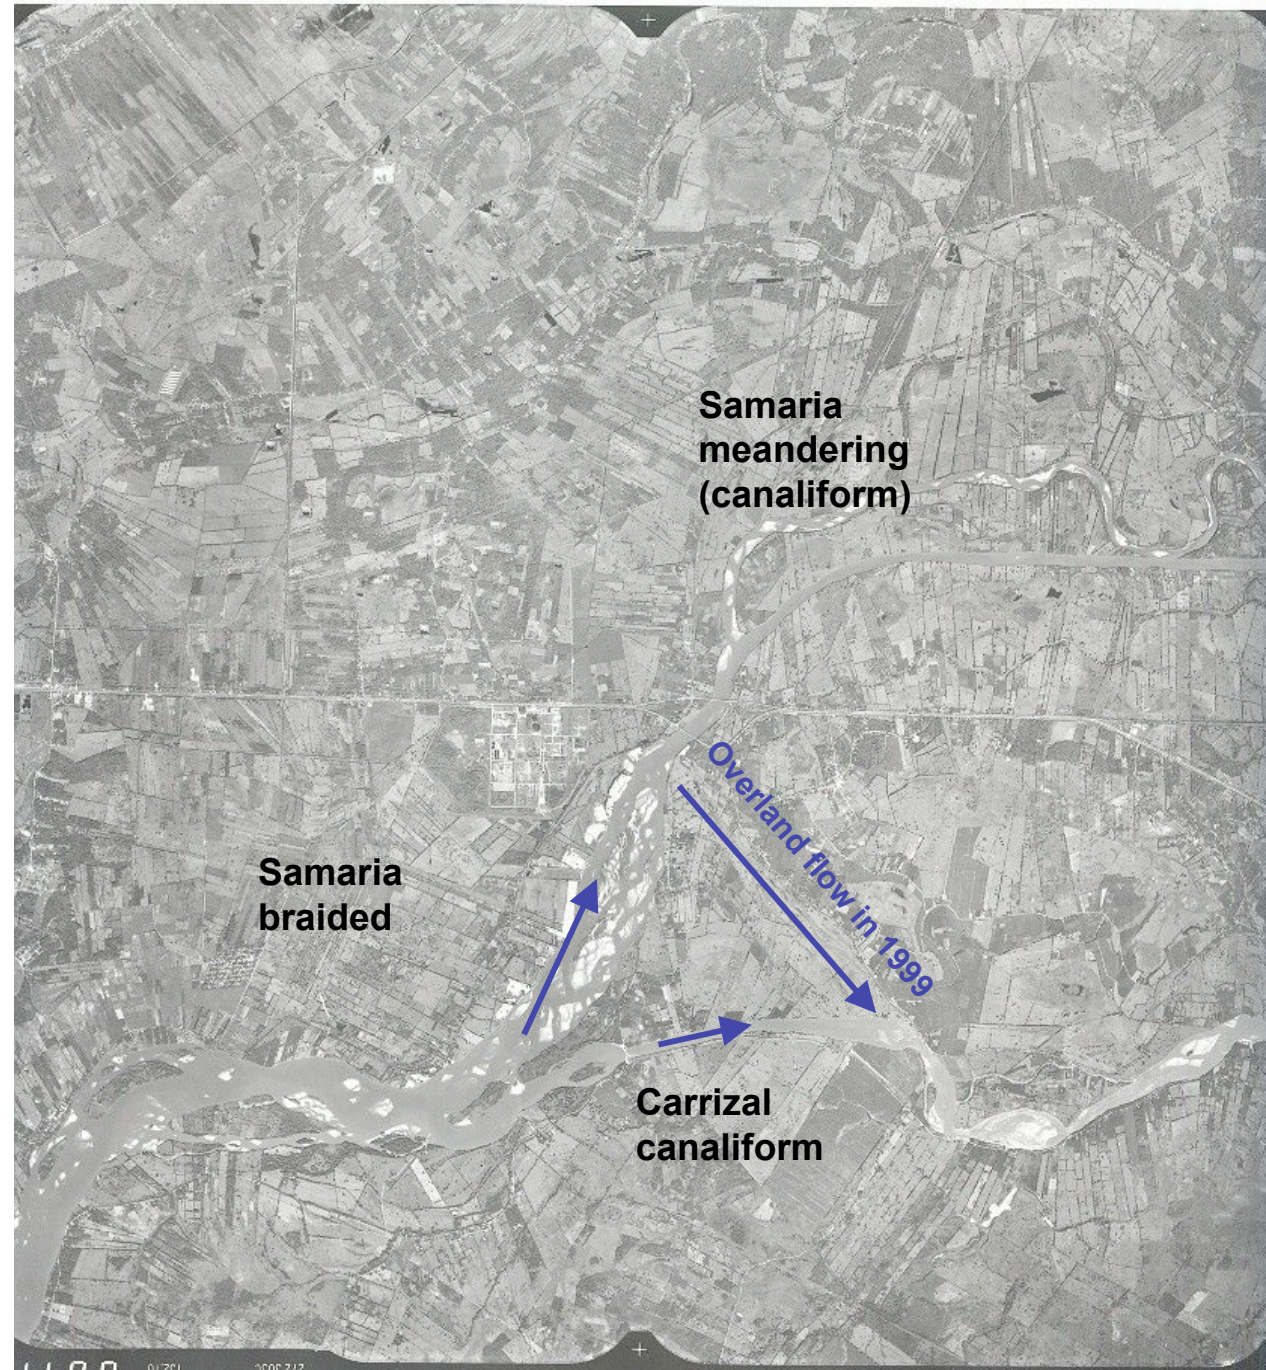 Samaria
meandering
(canaliform)
Overland flow in 1999
Samaria
braided
Carrizal
canaliform